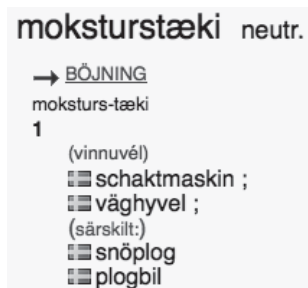 moksturstæki neutr.
→ BÖJNING
moksturs-tæki
1
(vinnuvél)
schaktmaskin ;
väghyvel ;
(särskilt:)
snöplog
plogbil